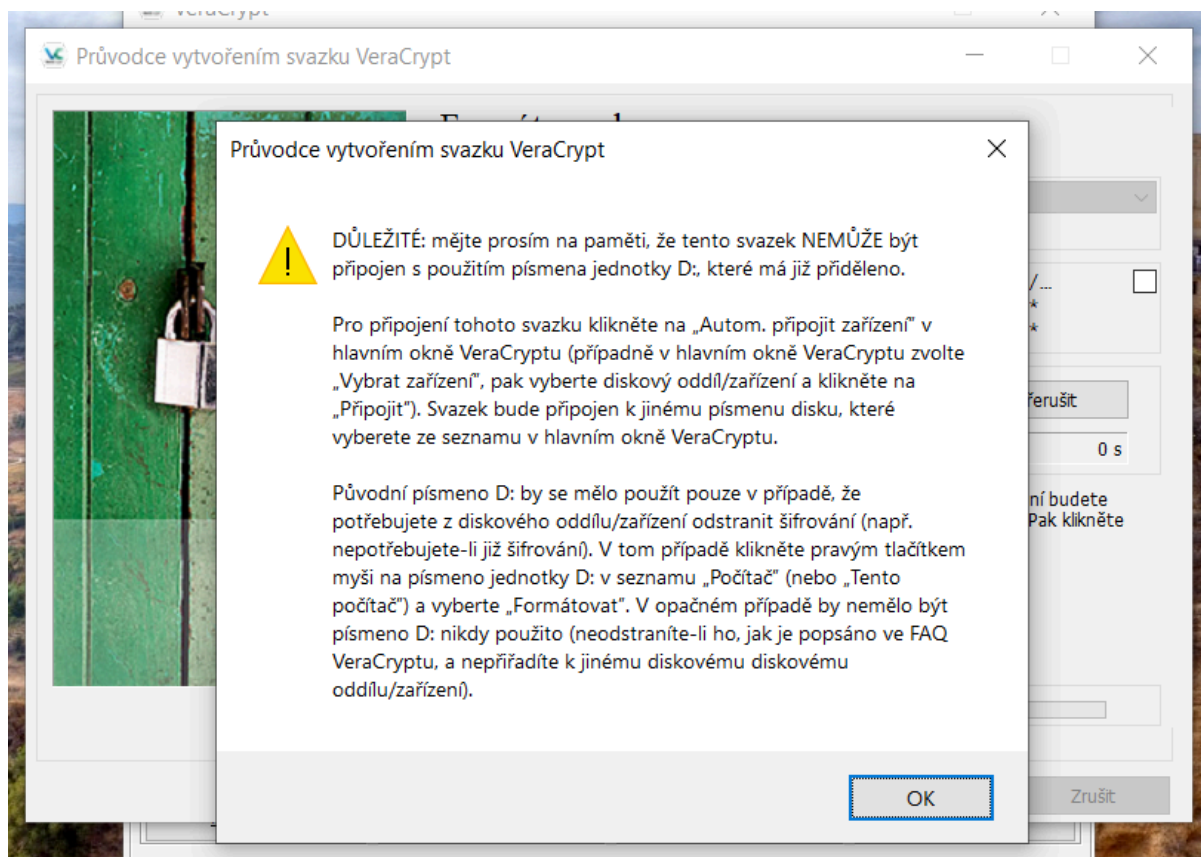 VeraCrypt
Průvodce vytvořením svazku VeraCrypt
Průvodce vytvořením svazku VeraCrypt
DŮLEŽITÉ: mějte prosím na paměti, že tento svazek NEMŮŽE být
připojen s použitím písmena jednotky D:, které má již přiděleno.
Pro připojení tohoto svazku klikněte na „Autom. připojit zařízení" v
hlavním okně VeraCryptu (případně v hlavním okně VeraCryptu zvolte
„Vybrat zařízení", pak vyberte diskový oddíl/zařízení a klikněte na
„Připojit"). Svazek bude připojen k jinému písmenu disku, které
vyberete ze seznamu v hlavním okně VeraCryptu.
Původní písmeno D: by se mělo použít pouze v případě, že
potřebujete z diskového oddílu/zařízení odstranit šifrování (např.
nepotřebujete-li již šifrování). V tom případě klikněte pravým tlačítkem
myši na písmeno jednotky D: v seznamu „Počítač" (nebo „Tento
počítač") a vyberte „Formátovat". V opačném případě by nemělo být
písmeno D: nikdy použito (neodstraníte-li ho, jak je popsáno ve FAQ
VeraCryptu, a nepřiřadíte k jinému diskovému diskovému
oddílu/zařízení).
OK
/...
*
*
řerušit
0 s
ní budete
Pak klikněte
Zrušit